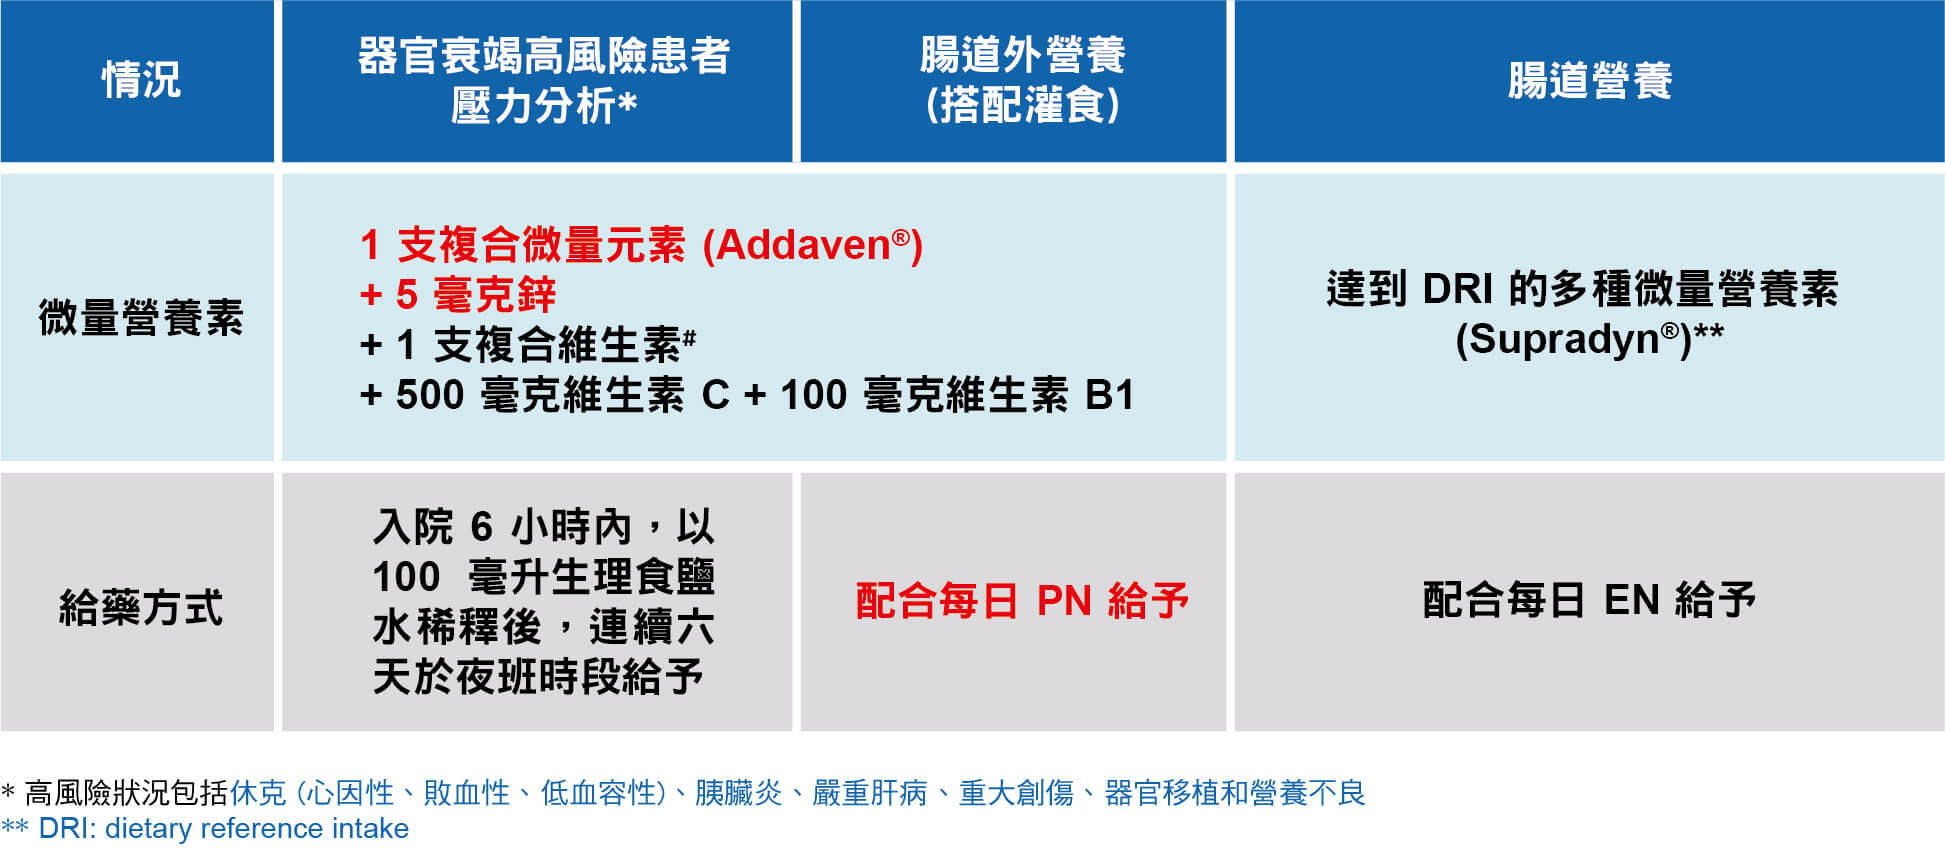 情況
器官衰竭高風險患者
壓力分析*
腸道外營養
(搭配灌食)
腸道營養
微量營養素
1 支複合微量元素 (Addaven®)
+ 5 毫克鋅
+ 1 支複合維生素#
+ 500 毫克維生素 C + 100 毫克維生素 B1
達到 DRI 的多種微量營養素
(Supradyn®)**
給藥方式
入院 6 小時內，以
100 毫升生理食鹽
水稀釋後，連續六
天於夜班時段給予
配合每日 PN 給予
配合每日 EN 給予
* 高風險狀況包括休克 (心因性、敗血性、低血容性)、胰臟炎、嚴重肝病、重大創傷、器官移植和營養不良
** DRI: dietary reference intake